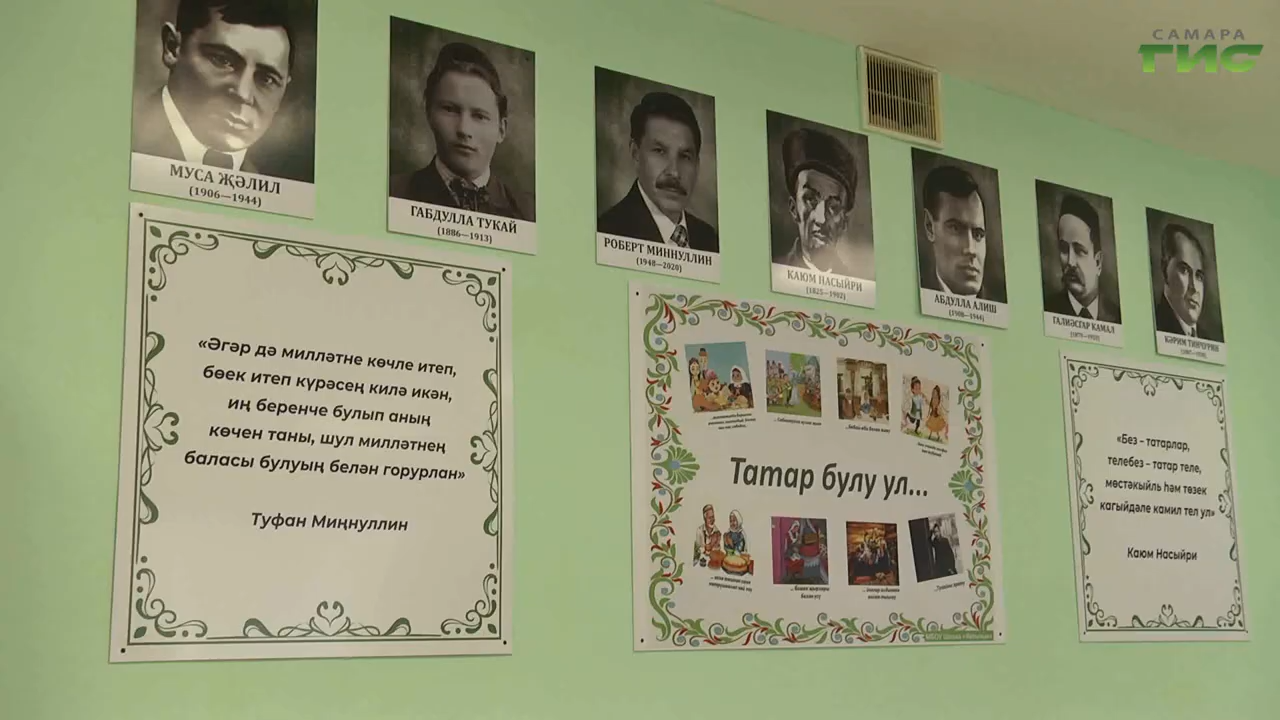 САМАРА
ГИС
МУСА ҖӘЛИЛ
(1906—1944)
ГАБДУЛЛА ТУКАЙ
(1886—1913)
РОБЕРТ МИННУЛЛИН
(1948—2020)
КАЮМ НАСЫЙРИ
(1825—1902)
АБДУЛЛА АЛИШ
(1908—1944)
ГАЛИӘСГАР КАМАЛ
(1879—1933)
КӘРИМ ТИНЧУРИН
«Әгәр дә милләтне көчле итеп,
бөек итеп күрәсең килә икән,
иң беренче булып аның
көчен таны, шул милләтнең
баласы булуың белән горурлан»
Туфан Миңнуллин
Татар булу ул...
«Без – татарлар,
телебез – татар теле,
мөстәкыйль һәм төзек
кагыйдәле камил тел ул»
Каюм Насыйри